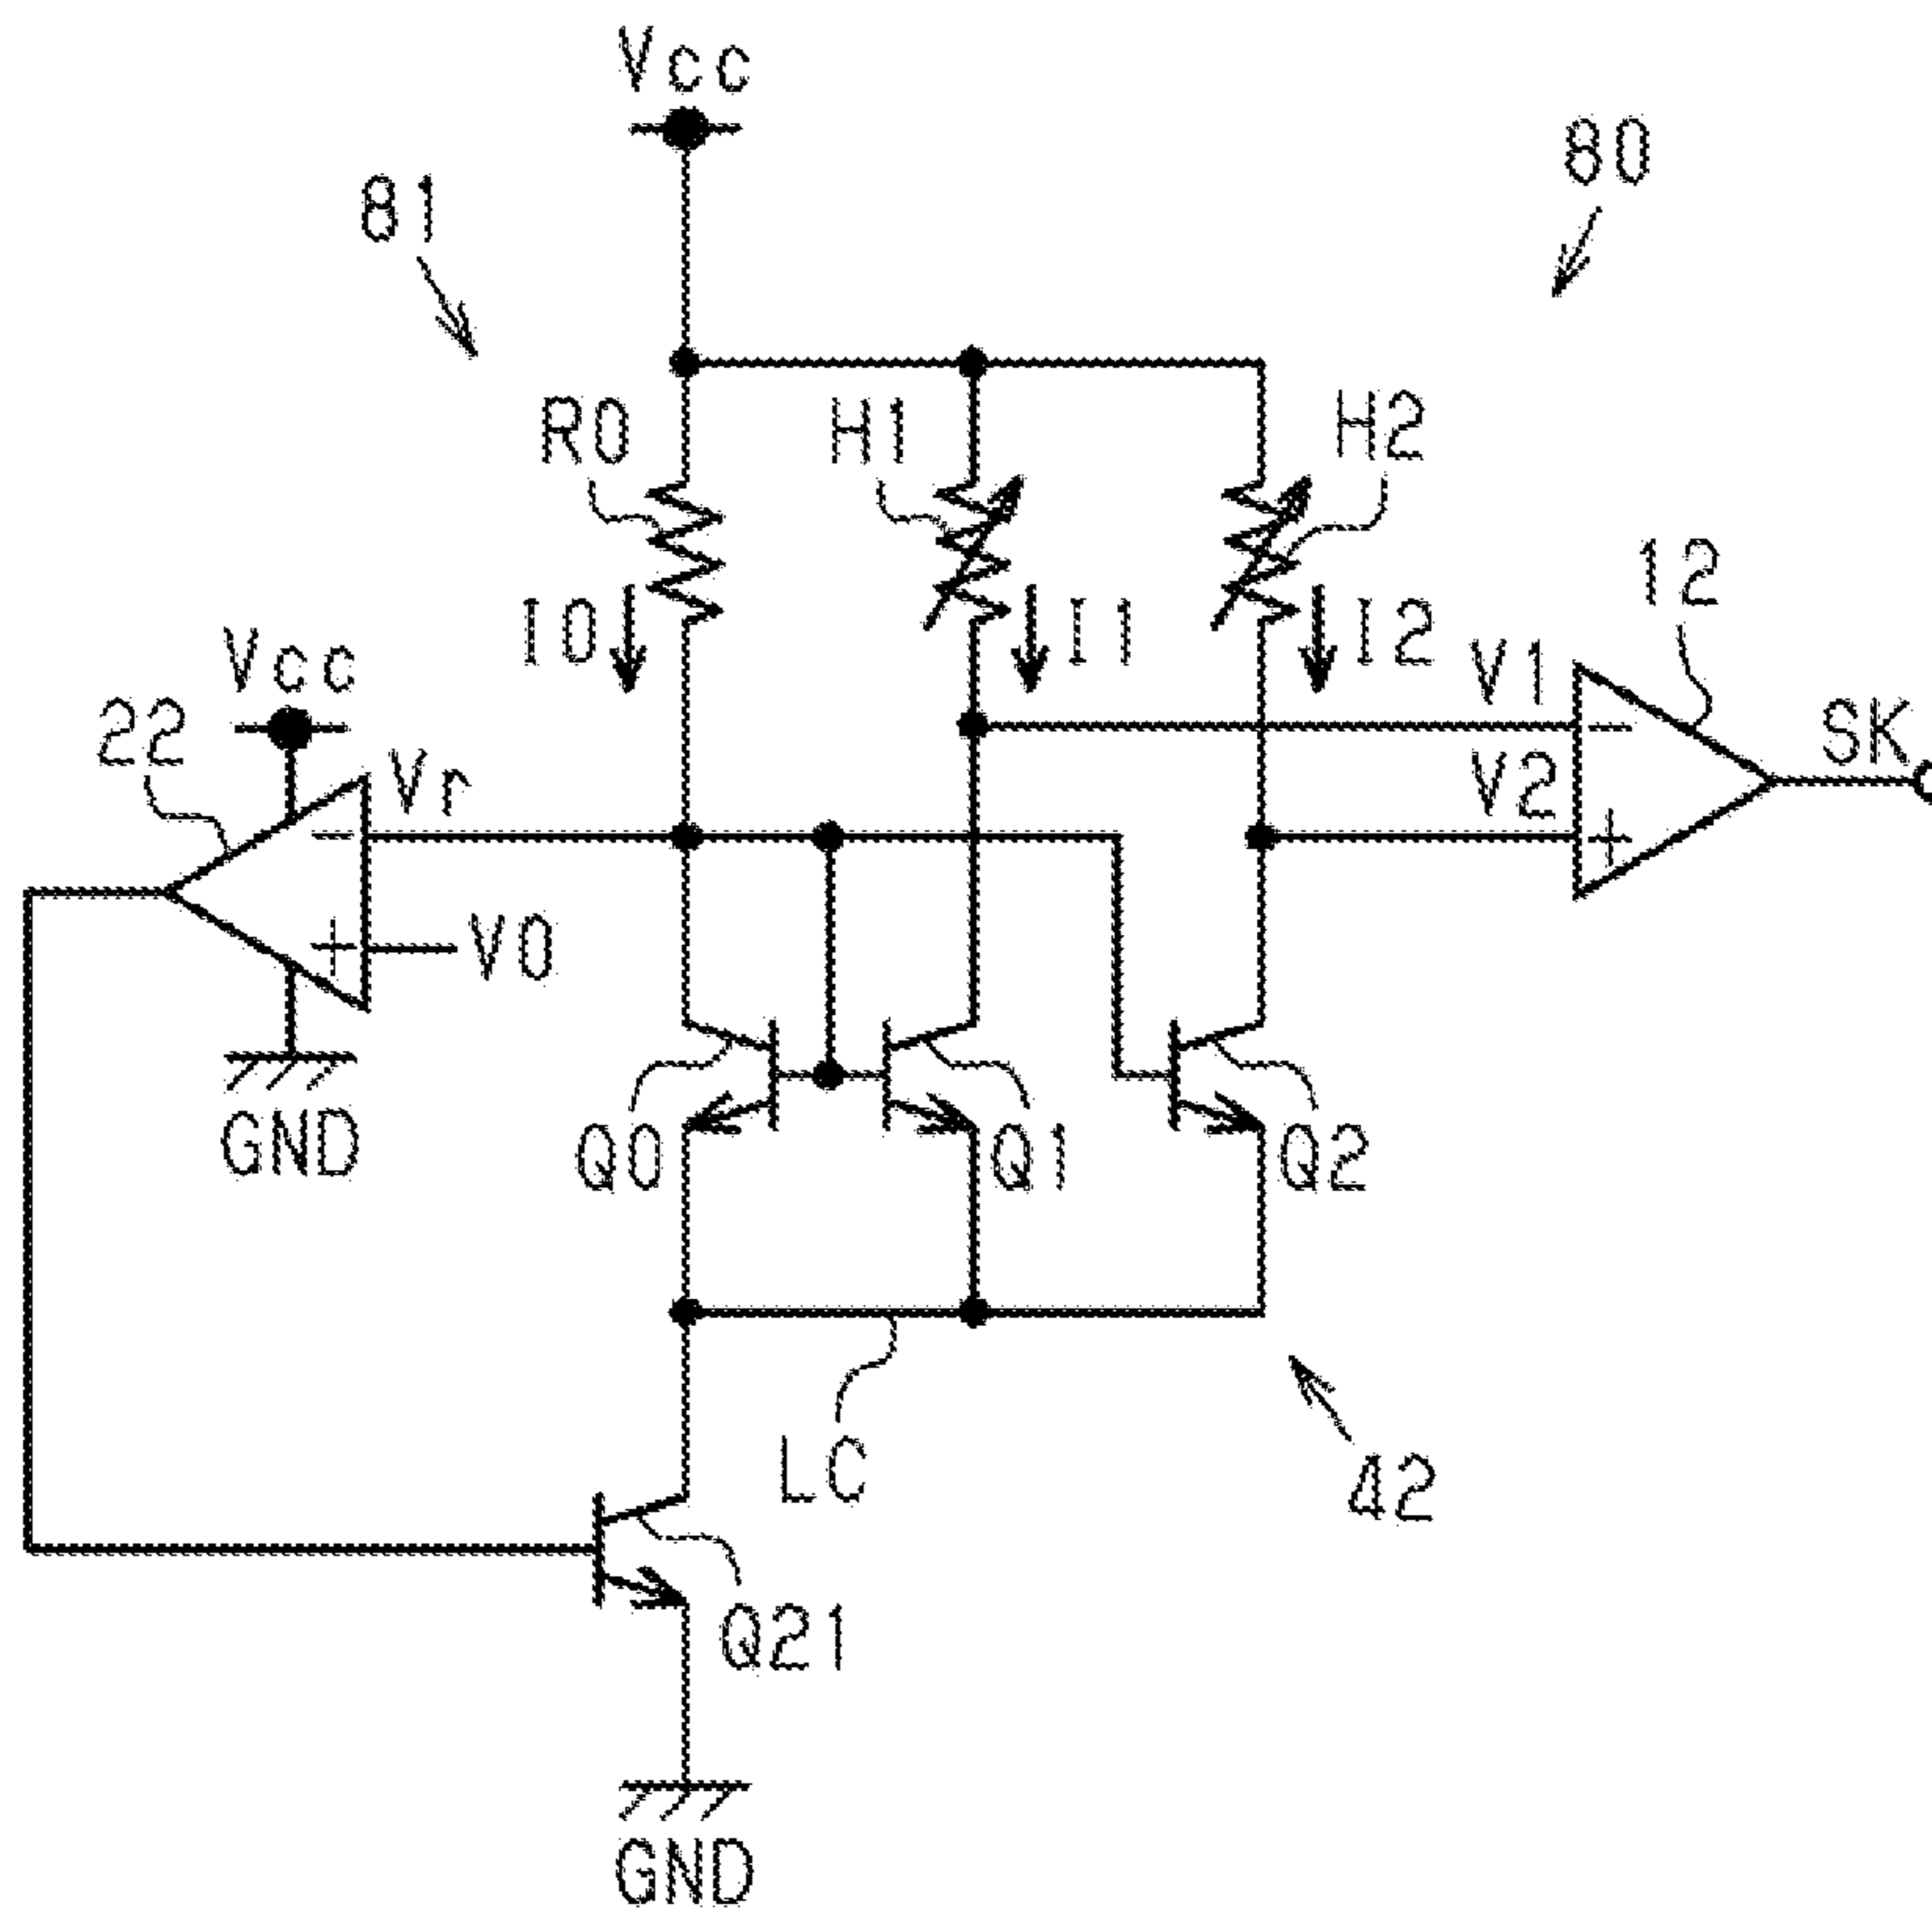 Vcc
80
81
R0
H1
H2
12
I0
I1
I2
V1
Vcc
22
SK
Vr
V2
−
−
+
+
V0
GND
Q0
Q1
Q2
LC
42
Q21
GND